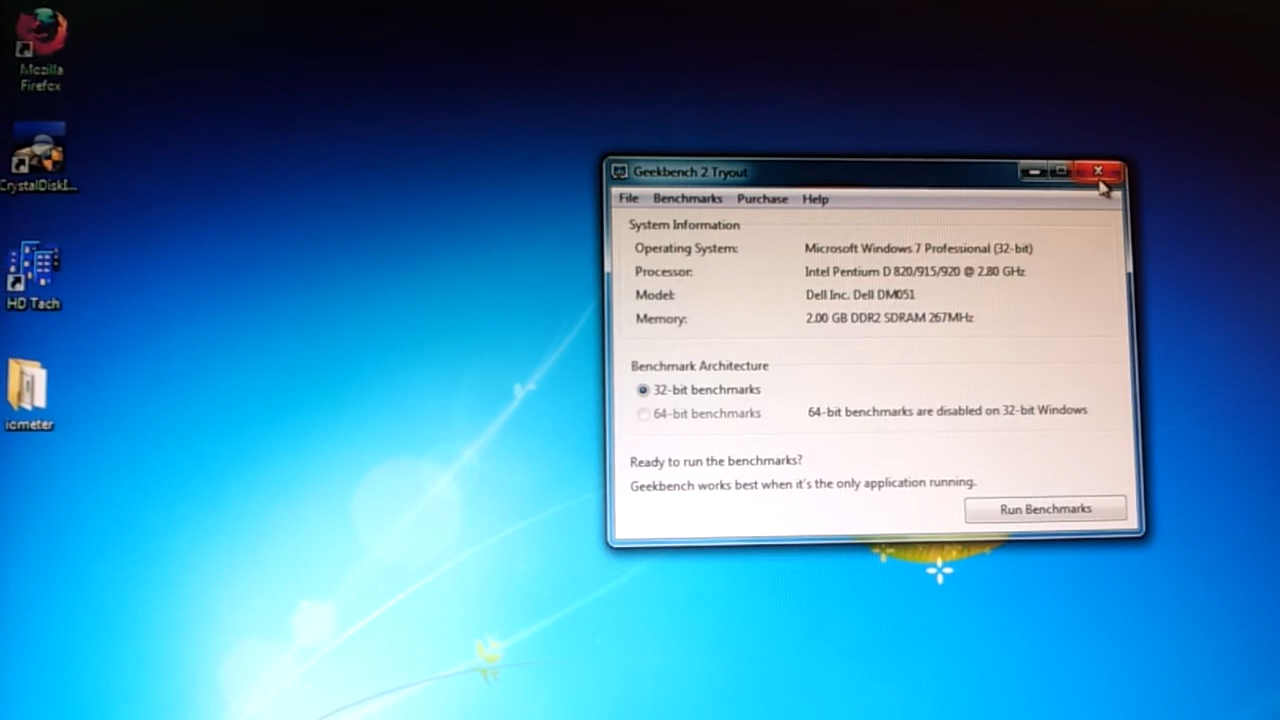 Mozilla
Firefox
CrystalDiskI...
HD Tach
iometer
Geekbench 2 Tryout
File Benchmarks Purchase Help
System Information
Operating System: Microsoft Windows 7 Professional (32-bit)
Processor: Intel Pentium D 820/915/920 @ 2.80 GHz
Model: Dell Inc. Dell DM051
Memory: 2.00 GB DDR2 SDRAM 267MHz
Benchmark Architecture
32-bit benchmarks
64-bit benchmarks 64-bit benchmarks are disabled on 32-bit Windows
Ready to run the benchmarks?
Geekbench works best when it's the only application running.
Run Benchmarks